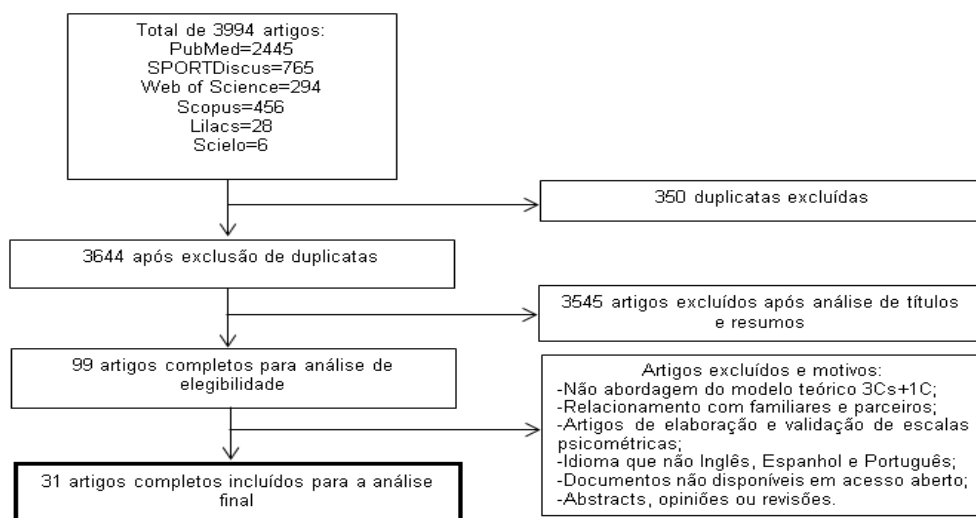 Total de 3994 artigos:
PubMed=2445
SPORTDiscus=765
Web of Science=294
Scopus=456
Lilacs=28
Scielo=6
350 duplicatas excluídas
3644 após exclusão de duplicatas
3545 artigos excluídos após análise de títulos
e resumos
99 artigos completos para análise de
elegibilidade
Artigos excluídos e motivos:
-Não abordagem do modelo teórico 3Cs+1C;
-Relacionamento com familiares e parceiros;
-Artigos de elaboração e validação de escalas
psicométricas;
-Idioma que não Inglês, Espanhol e Português;
-Documentos não disponíveis em acesso aberto;
-Abstracts, opiniões ou revisões.
31 artigos completos incluídos para a análise
final